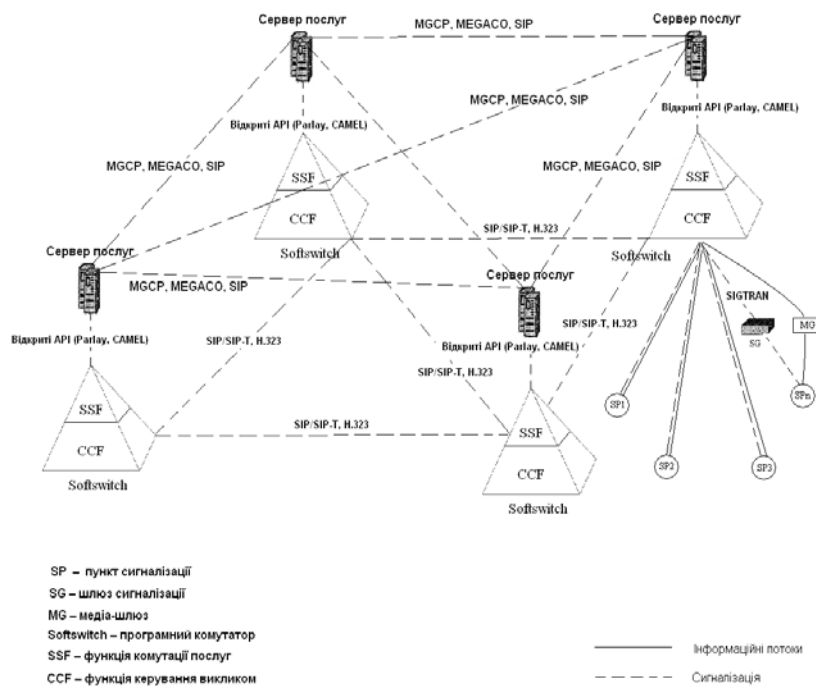 Сервер послуг
MGCP, MEGACO, SIP
Сервер послуг
MGCP, MEGACO, SIP
Відкриті API (Parlay, CAMEL)
Відкриті API (Parlay, CAMEL)
MGCP, MEGACO, SIP
MGCP, MEGACO, SIP
SSF
SSF
CCF
CCF
SIP/SIP-T, H.323
Softswitch
Softswitch
Сервер послуг
Сервер послуг
MGCP, MEGACO, SIP
SIGTRAN
MG
SG
Відкриті API (Parlay, CAMEL)
SIP/SIP-T, H.323
SIP/SIP-T, H.323
Відкриті API (Parlay, CAMEL)
SIP/SIP-T, H.323
SP1
SPn
SSF
SIP/SIP-T, H.323
SSF
CCF
CCF
SP2
SP3
Softswitch
Softswitch
SP – пункт сигналізації
SG – шлюз сигналізації
MG – медіа-шлюз
Softswitch – програмний комутатор
SSF – функція комутації послуг
CCF – функція керування викликом
Інформаційні потоки
Сигналізація